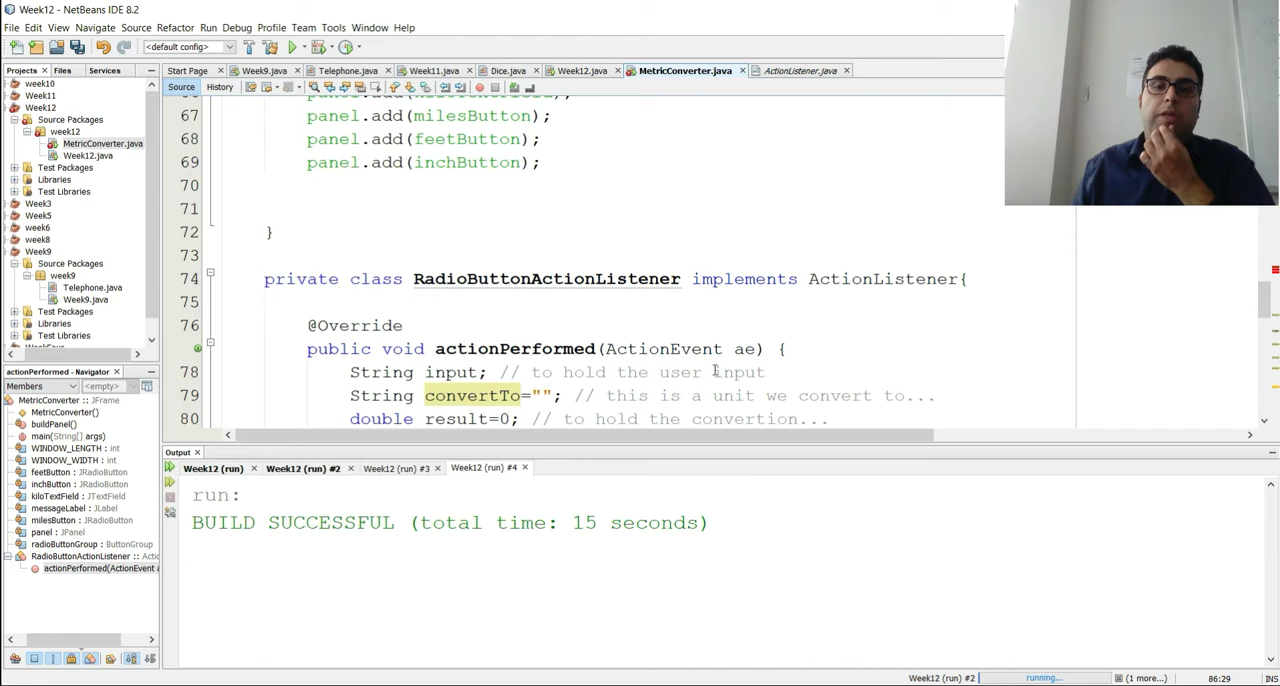 Week12 - NetBeans IDE 8.2
File Edit View Navigate Source Refactor Run Debug Profile Team Tools Window Help
<default config>
Projects Files Services
Start Page Week9.java Telephone.java Week11.java Dice.java Week12.java MetricConverter.java ActionListener.java
Source History
week10
Week11
Week12
Source Packages
week12
MetricConverter.java
Week12.java
Test Packages
Libraries
Test Libraries
Week3
Week5
week6
week8
Week9
Source Packages
week9
Telephone.java
Week9.java
Test Packages
Libraries
Test Libraries
67 panel.add(milesButton);
68 panel.add(feetButton);
69 panel.add(inchButton);
70
71
72 }
73
74 private class RadioButtonActionListener implements ActionListener{
75
76 @Override
public void actionPerformed(ActionEvent ae) {
78 String input; // to hold the user input
79 String convertTo=""; // this is a unit we convert to...
80 double result=0; // to hold the convertion...
actionPerformed - Navigator
Members <empty>
MetricConverter :: JFrame
MetricConverter()
buildPanel()
main(String[] args)
WINDOW_LENGTH : int
WINDOW_WIDTH : int
feetButton : JRadioButton
inchButton : JRadioButton
kiloTextField : JTextField
messageLabel : JLabel
milesButton : JRadioButton
panel : JPanel
radioButtonGroup : ButtonGroup
RadioButtonActionListener :: Actio
actionPerformed(ActionEvent a
Output
Week12 (run) Week12 (run) #2 Week12 (run) #3 Week12 (run) #4
run:
BUILD SUCCESSFUL (total time: 15 seconds)
Week12 (run) #2 running... (1 more...) 86:29 INS